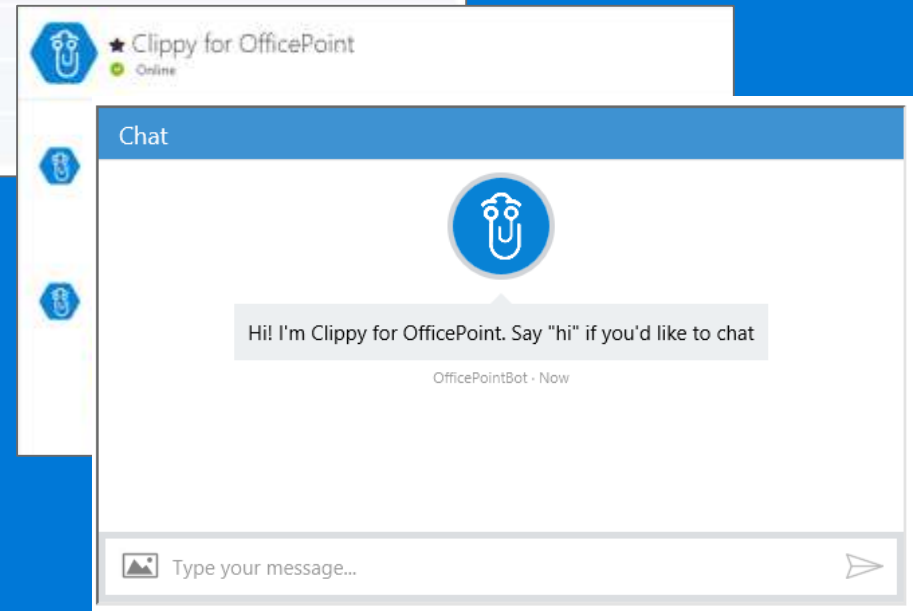 Clippy for OfficePoint
Online
Chat
Hi! I'm Clippy for OfficePoint. Say "hi" if you'd like to chat
OfficePointBot · Now
Type your message...